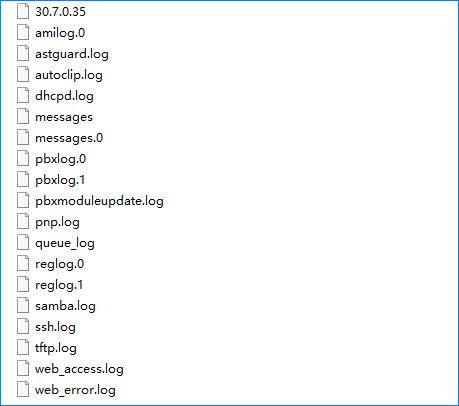 30.7.0.35
amilog.0
astguard.log
autoclip.log
dhcpd.log
messages
messages.0
pbxlog.0
pbxlog.1
pbxmoduleupdate.log
pnp.log
queue_log
reglog.0
reglog.1
samba.log
ssh.log
tftp.log
web_access.log
web_error.log